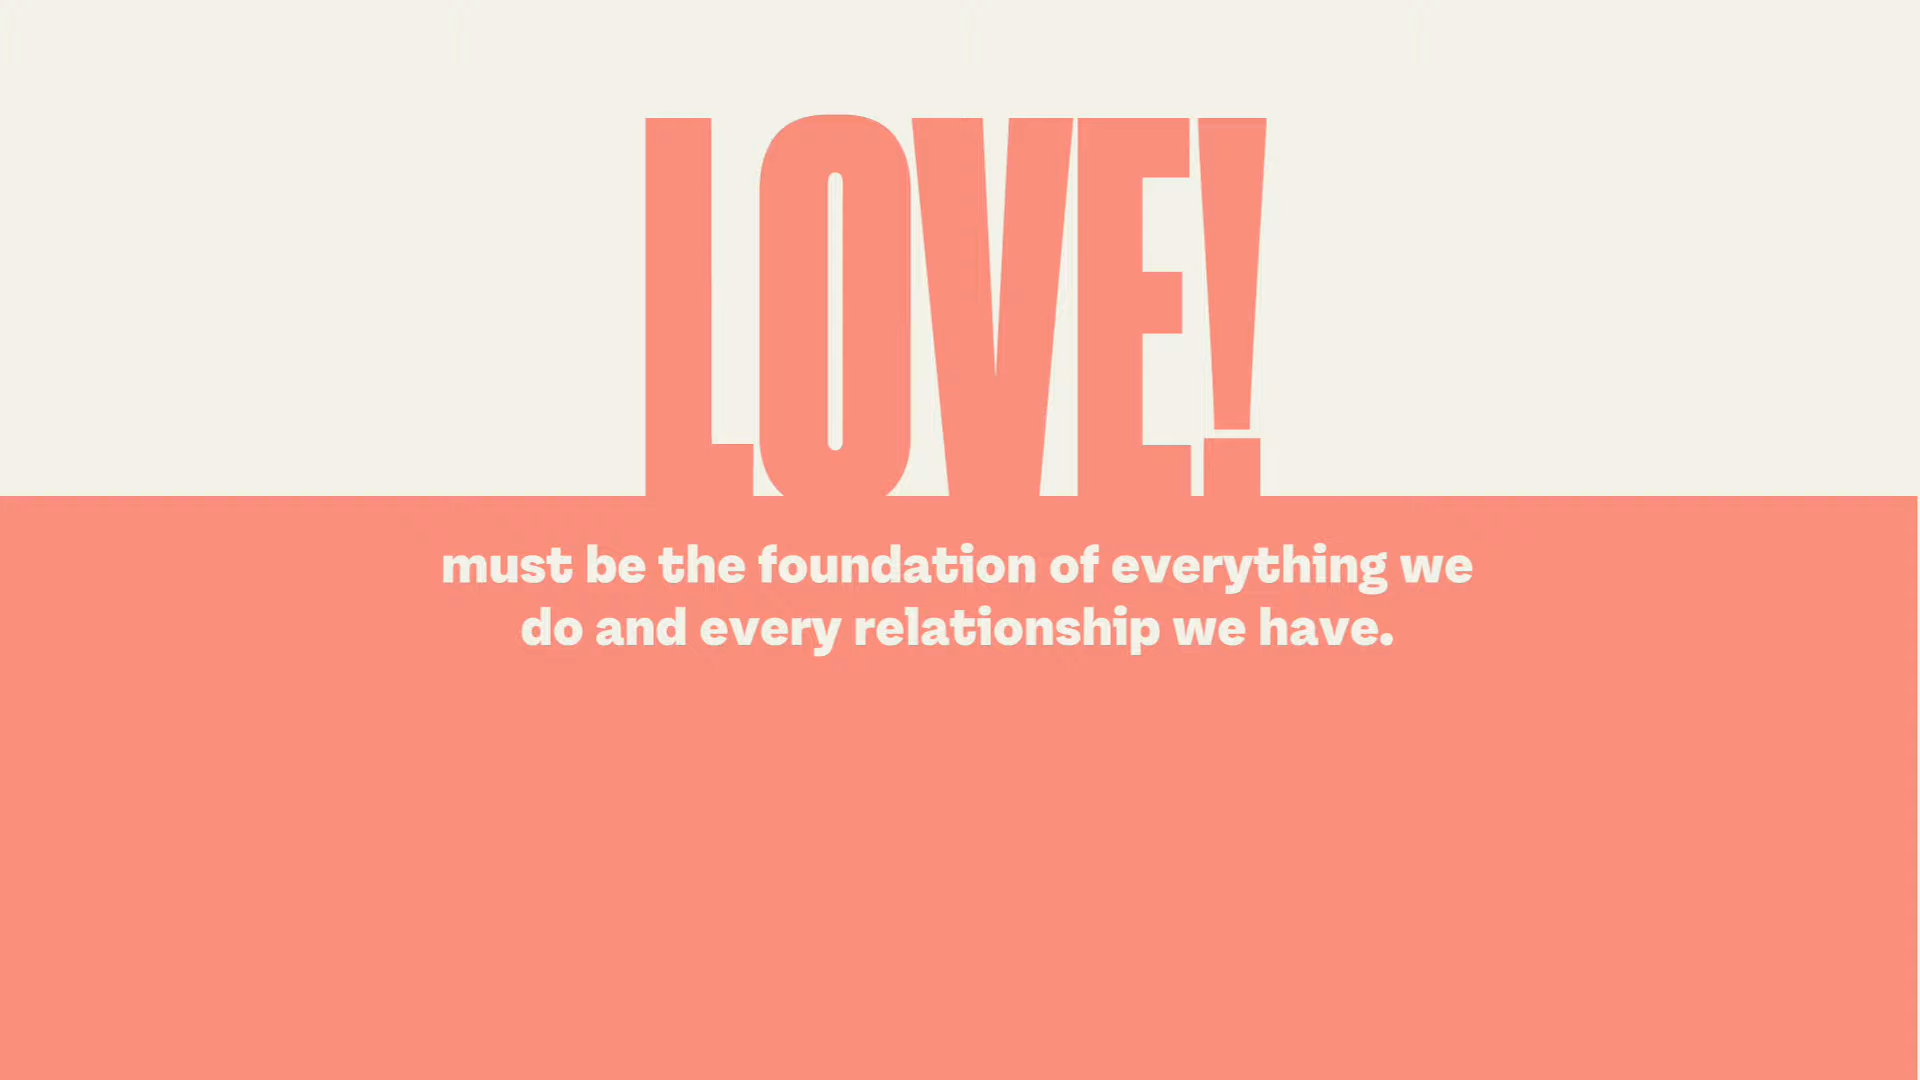 LOVE!
must be the foundation of everything we
do and every relationship we have.